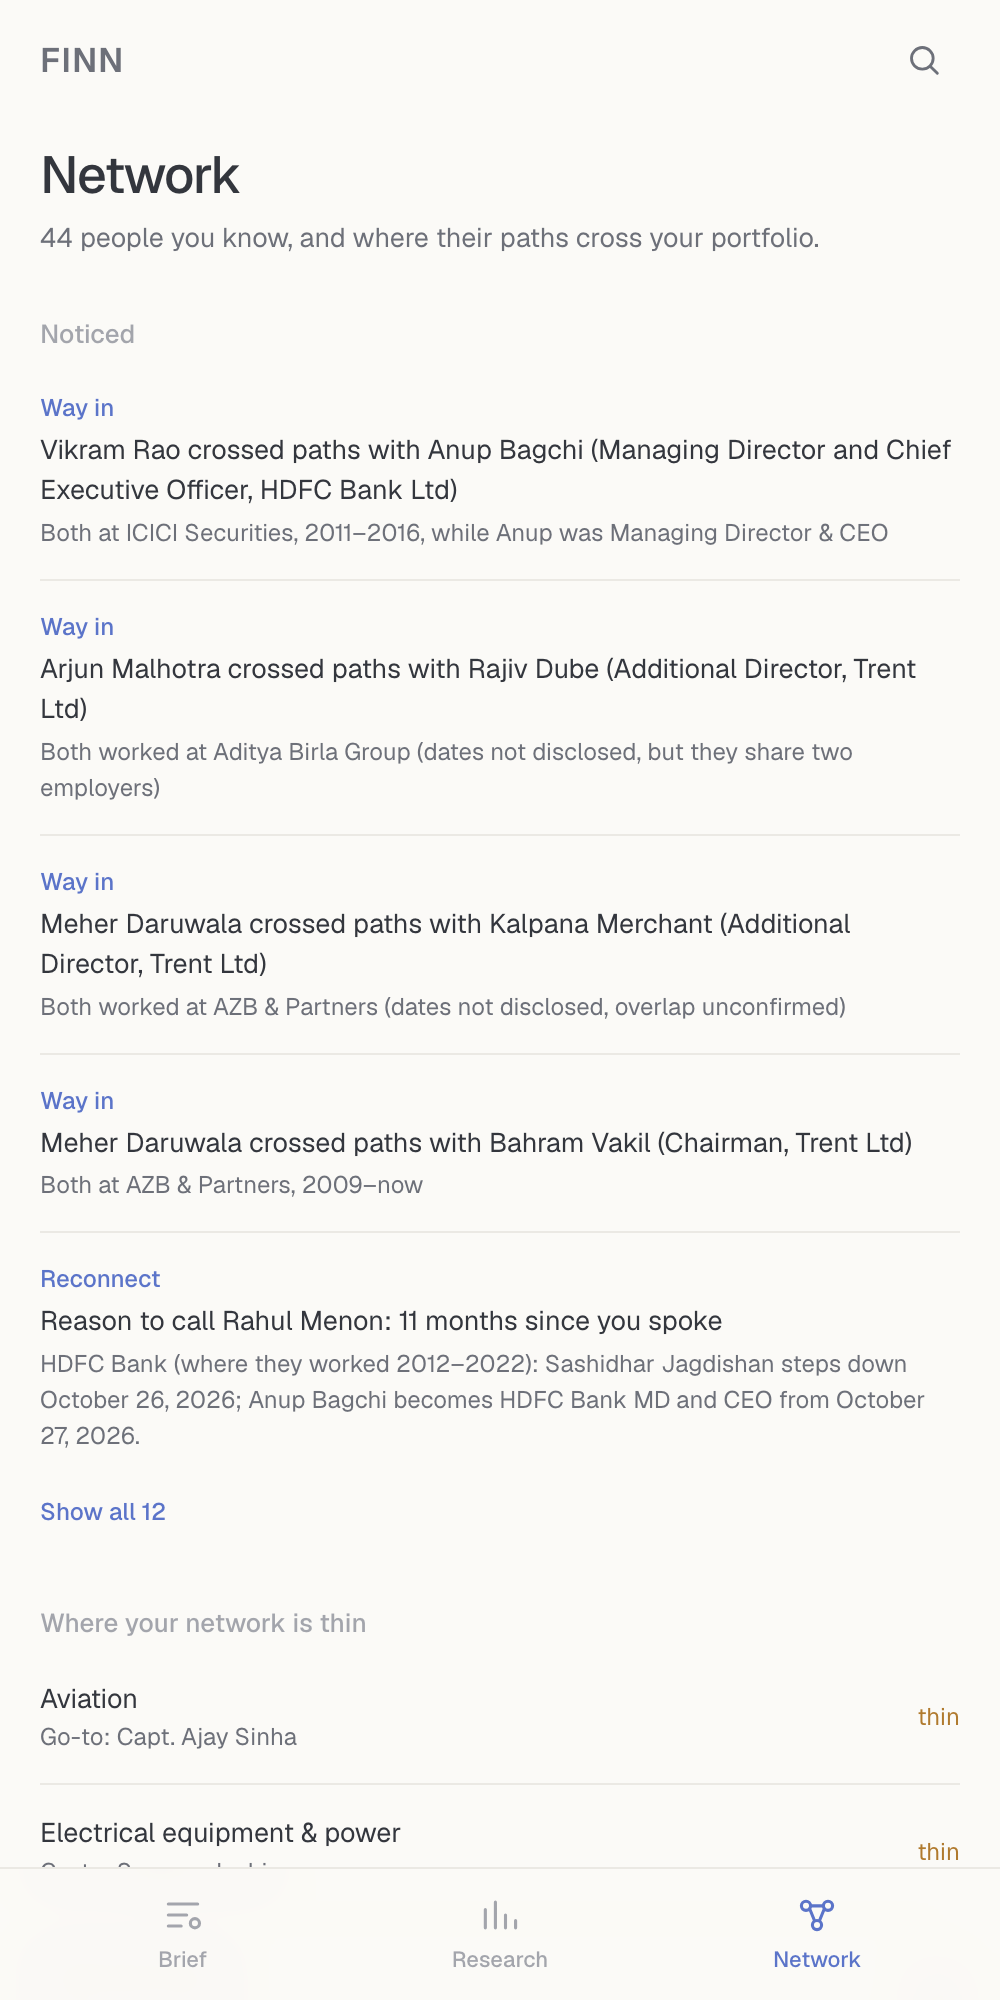 FINN
Network
44 people you know, and where their paths cross your portfolio.
Noticed
Way in
Vikram Rao crossed paths with Anup Bagchi (Managing Director and Chief
Executive Officer, HDFC Bank Ltd)
Both at ICICI Securities, 2011–2016, while Anup was Managing Director & CEO
Way in
Arjun Malhotra crossed paths with Rajiv Dube (Additional Director, Trent
Ltd)
Both worked at Aditya Birla Group (dates not disclosed, but they share two
employers)
Way in
Meher Daruwala crossed paths with Kalpana Merchant (Additional
Director, Trent Ltd)
Both worked at AZB & Partners (dates not disclosed, overlap unconfirmed)
Way in
Meher Daruwala crossed paths with Bahram Vakil (Chairman, Trent Ltd)
Both at AZB & Partners, 2009–now
Reconnect
Reason to call Rahul Menon: 11 months since you spoke
HDFC Bank (where they worked 2012–2022): Sashidhar Jagdishan steps down
October 26, 2026; Anup Bagchi becomes HDFC Bank MD and CEO from October
27, 2026.
Show all 12
Where your network is thin
Aviation
thin
Go-to: Capt. Ajay Sinha
Electrical equipment & power
thin
Brief
Research
Network